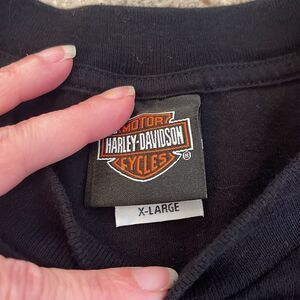 MOTOR
HARLEY-DAVIDSON
CYCLES
®
X-LARGE